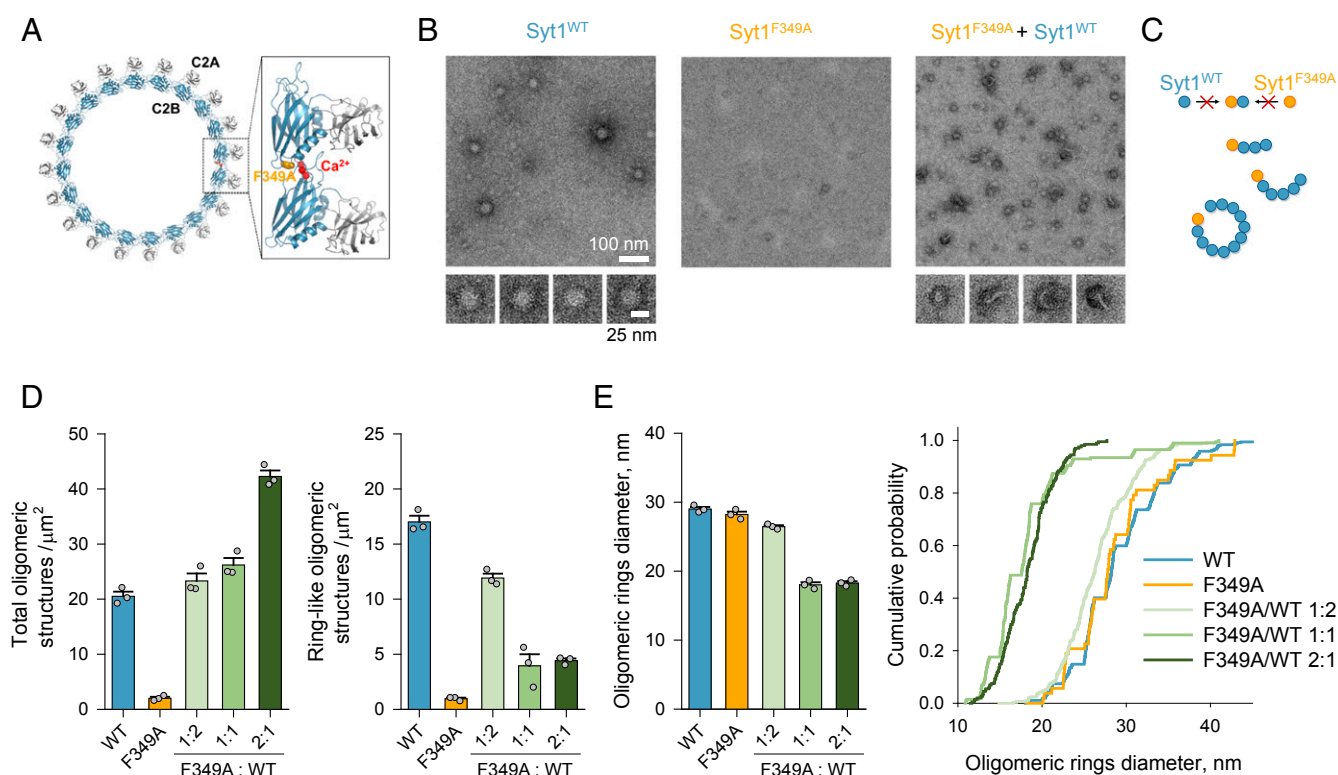 A
C2A
C2B
F349A
Ca²⁺
B
Syt1^WT
Syt1^F349A
Syt1^F349A + Syt1^WT
100 nm
25 nm
C
Syt1^WT
Syt1^F349A
D
Total oligomeric
structures /μm²
50
40
30
20
10
0
WT
F349A
1:2
1:1
2:1
F349A : WT
Ring-like oligomeric
structures /μm²
25
20
15
10
5
0
WT
F349A
1:2
1:1
2:1
F349A : WT
E
Oligomeric rings diameter, nm
40
30
20
10
0
WT
F349A
1:2
1:1
2:1
F349A : WT
Cumulative probability
1.0
0.8
0.6
0.4
0.2
0.0
10
20
30
40
Oligomeric rings diameter, nm
WT
F349A
F349A/WT 1:2
F349A/WT 1:1
F349A/WT 2:1